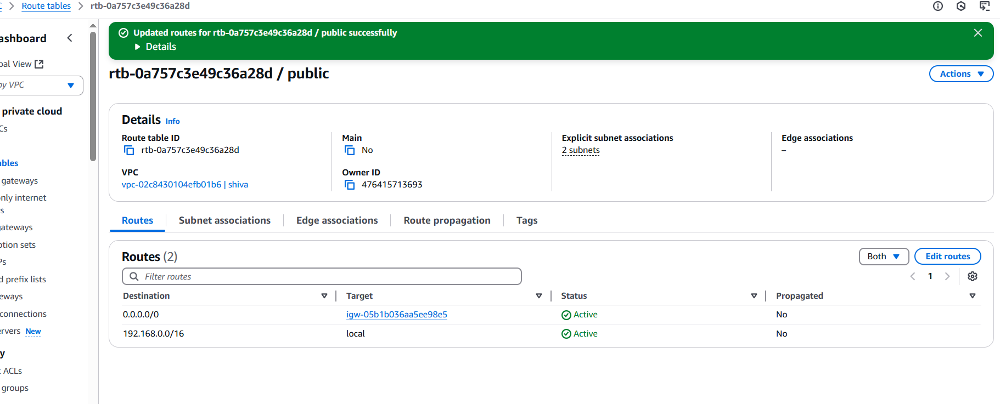 Route tables
rtb-0a757c3e49c36a28d
ashboard
bal View
by VPC
private cloud
Cs
ables
gateways
only internet
s
gateways
ption sets
Ps
d prefix lists
eways
connections
ervers New
y
ACLs
groups
Updated routes for rtb-0a757c3e49c36a28d / public successfully
Details
rtb-0a757c3e49c36a28d / public
Actions
Details Info
Route table ID
rtb-0a757c3e49c36a28d
Main
No
Explicit subnet associations
2 subnets
Edge associations
–
VPC
vpc-02c8430104efb01b6 | shiva
Owner ID
476415713693
Routes
Subnet associations
Edge associations
Route propagation
Tags
Routes (2)
Both
Edit routes
Filter routes
1
Destination Target Status Propagated
0.0.0.0/0 igw-05b1b036aa5ee98e5 Active No
192.168.0.0/16 local Active No